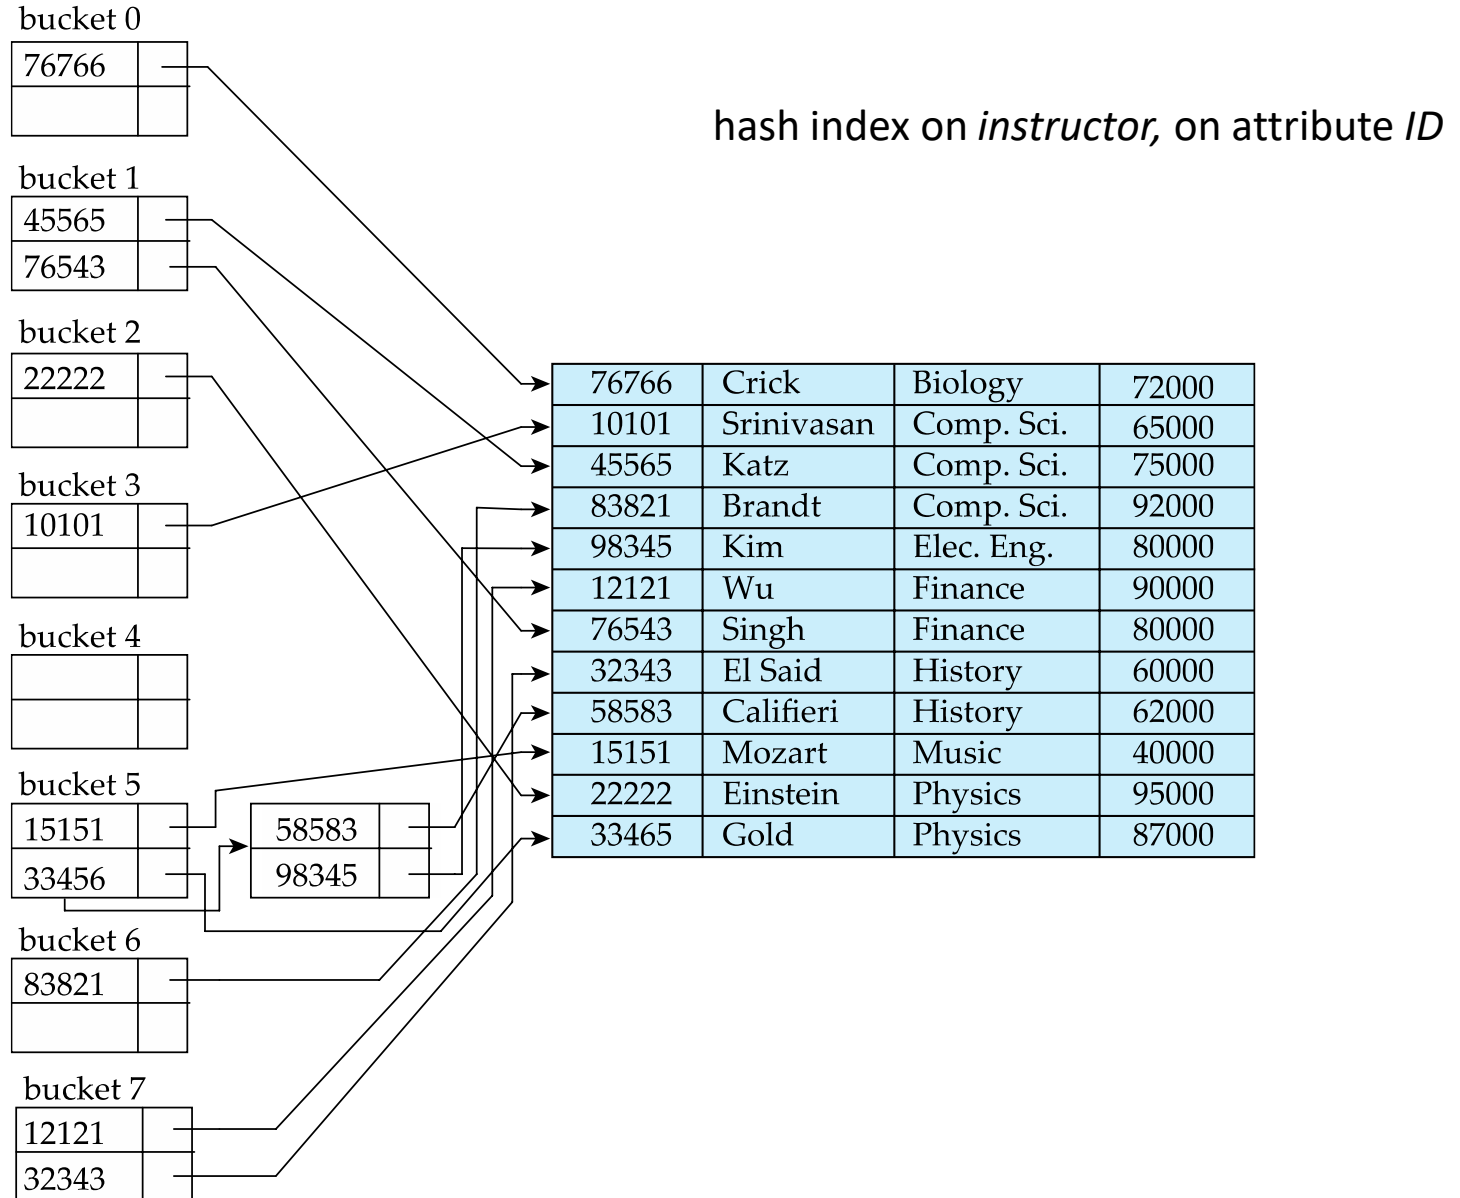 bucket 0
76766
hash index on instructor, on attribute ID
bucket 1
45565
76543
bucket 2
22222
bucket 3
10101
bucket 4
bucket 5
15151
33456
58583
98345
bucket 6
83821
bucket 7
12121
32343
76766 Crick Biology 72000
10101 Srinivasan Comp. Sci. 65000
45565 Katz Comp. Sci. 75000
83821 Brandt Comp. Sci. 92000
98345 Kim Elec. Eng. 80000
12121 Wu Finance 90000
76543 Singh Finance 80000
32343 El Said History 60000
58583 Califieri History 62000
15151 Mozart Music 40000
22222 Einstein Physics 95000
33465 Gold Physics 87000